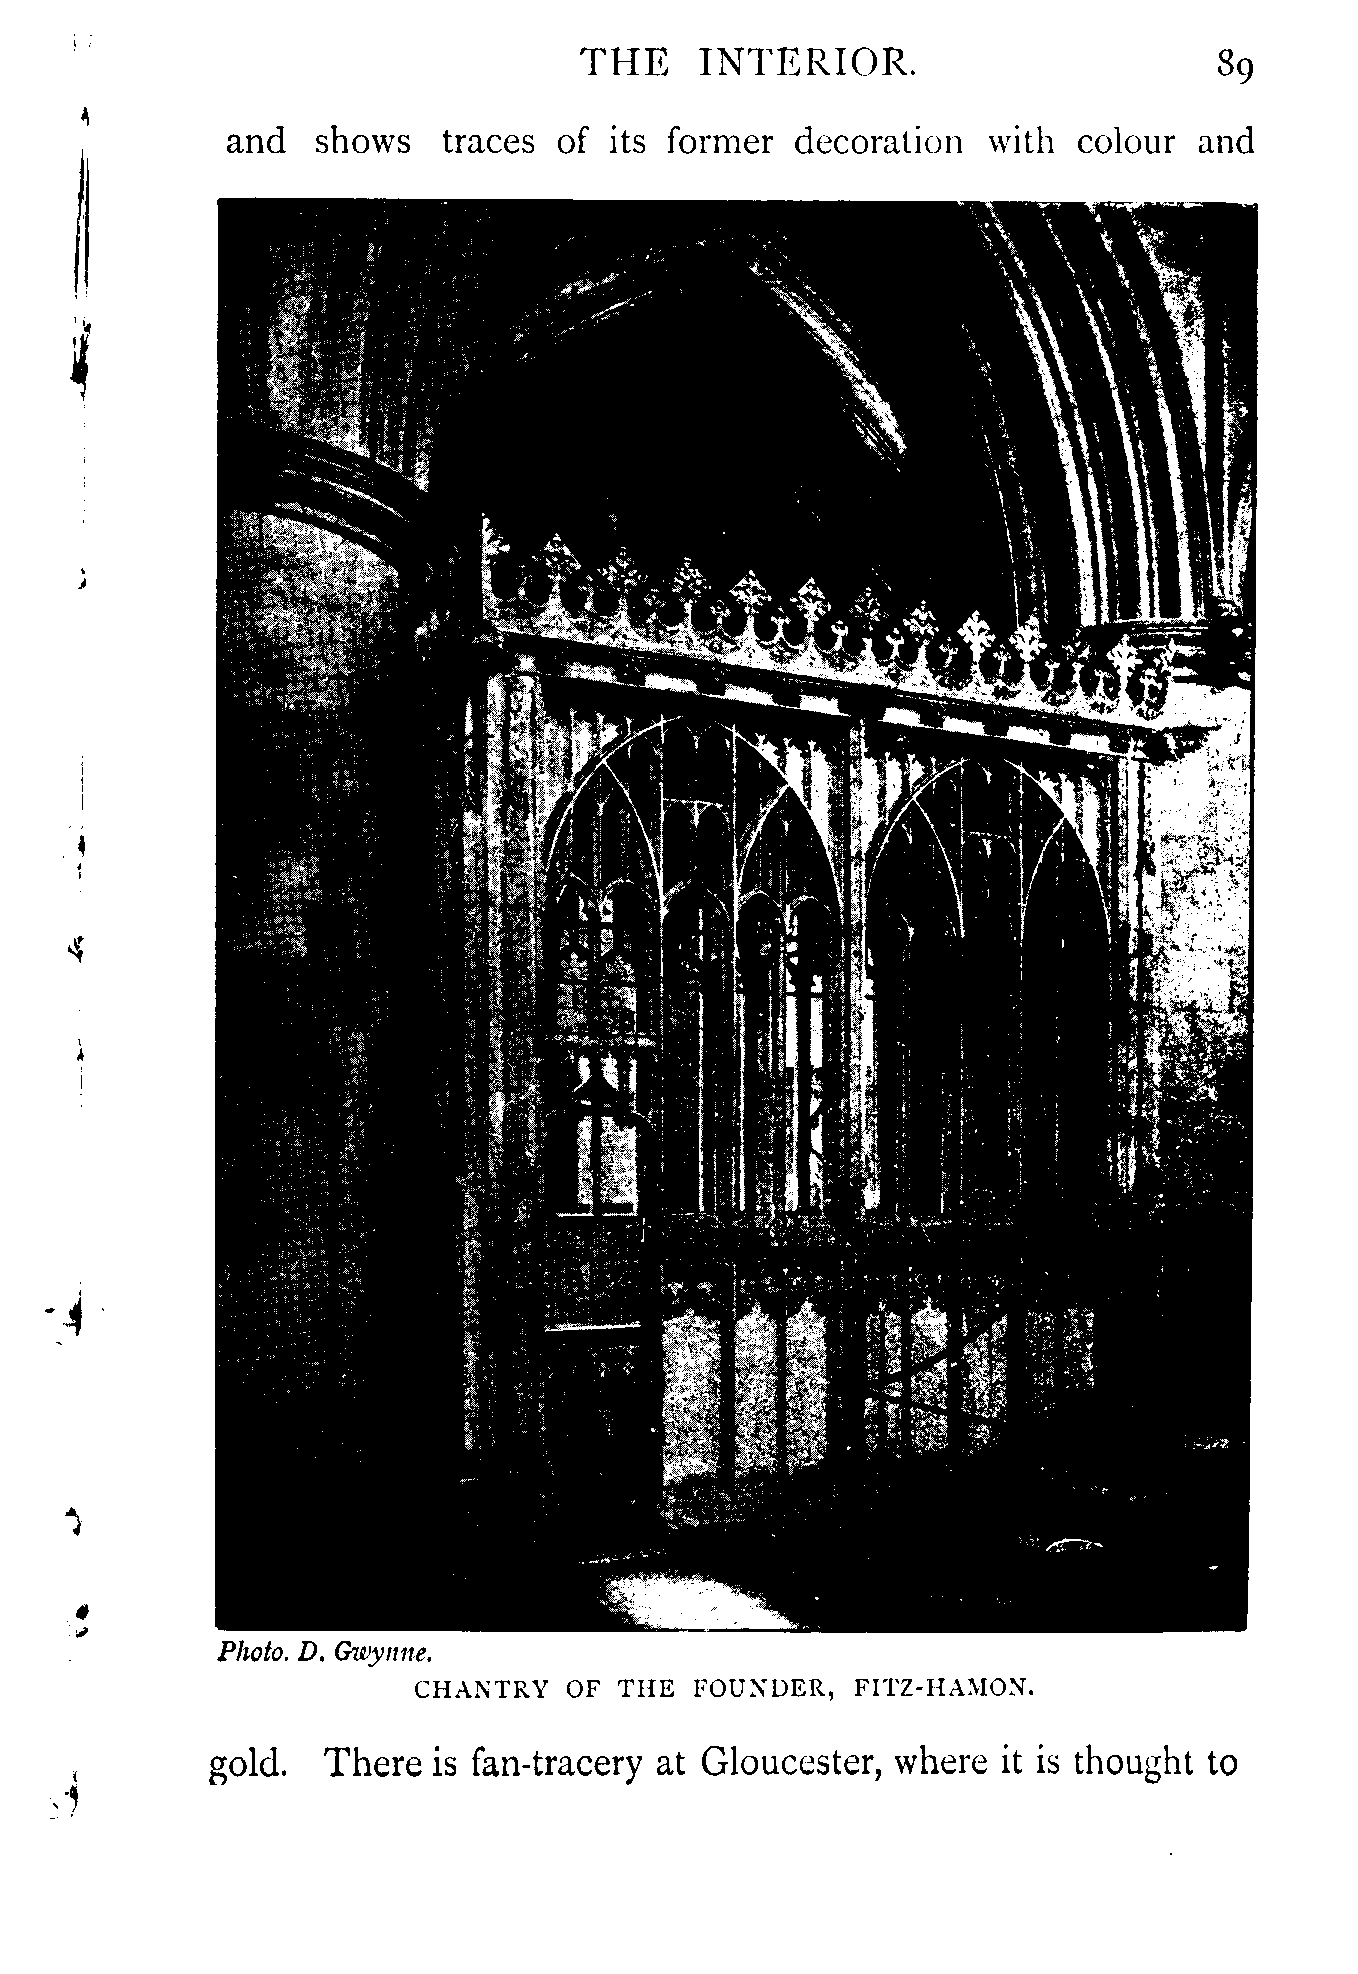 THE INTERIOR. 89
and shows traces of its former decoration with colour and
Photo. D. Gwynne.
CHANTRY OF THE FOUNDER, FITZ-HAMON.
gold. There is fan-tracery at Gloucester, where it is thought to